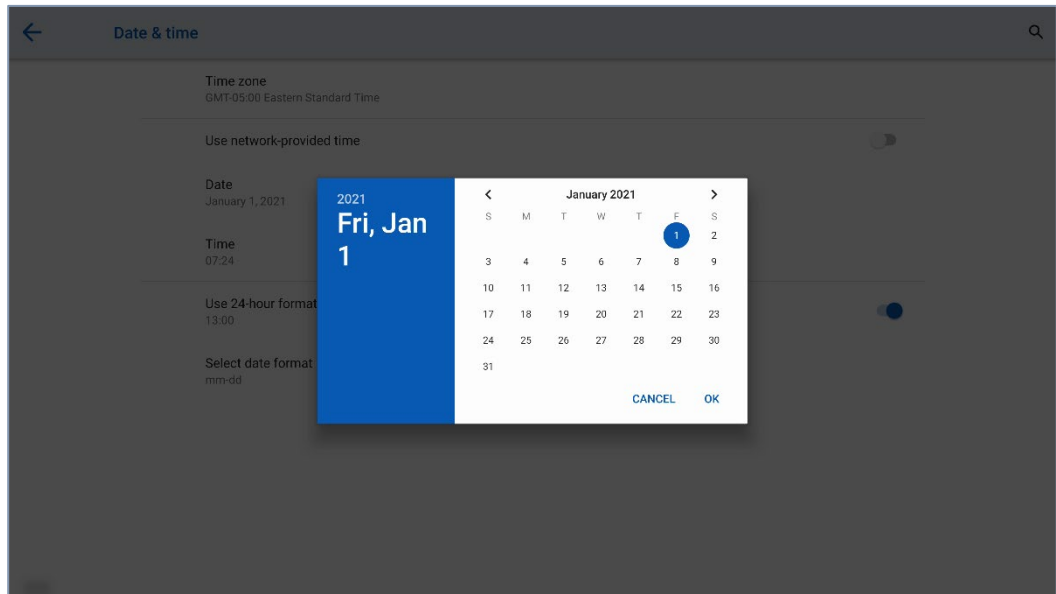 Date & time
Time zone
GMT-05:00 Eastern Standard Time
Use network-provided time
Date
January 1, 2021
Time
07:24
Use 24-hour format
13:00
Select date format
mm-dd
2021
Fri, Jan
1
January 2021
S M T W T F S
1 2
3 4 5 6 7 8 9
10 11 12 13 14 15 16
17 18 19 20 21 22 23
24 25 26 27 28 29 30
31
CANCEL OK